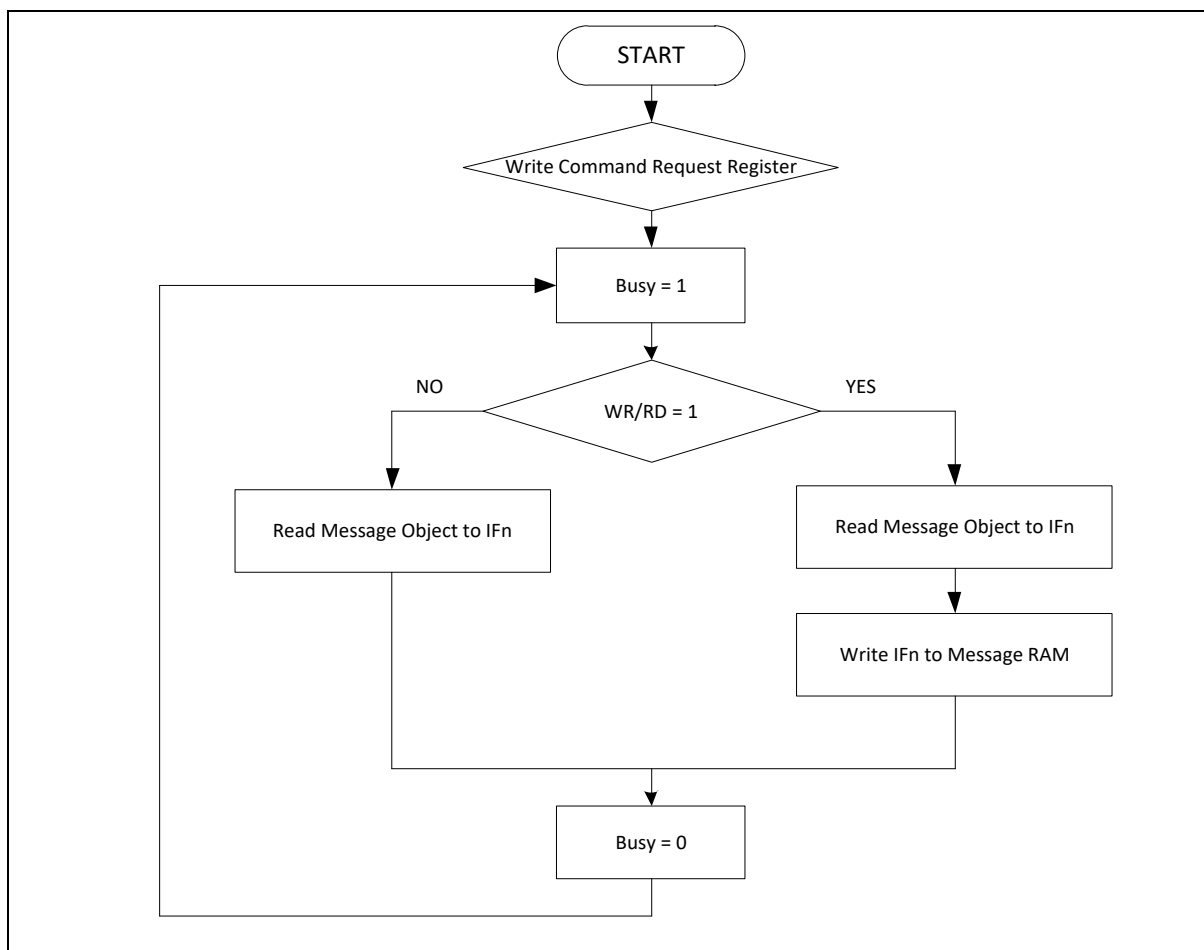 START
Write Command Request Register
Busy = 1
NO
YES
WR/RD = 1
Read Message Object to IFn
Read Message Object to IFn
Write IFn to Message RAM
Busy = 0